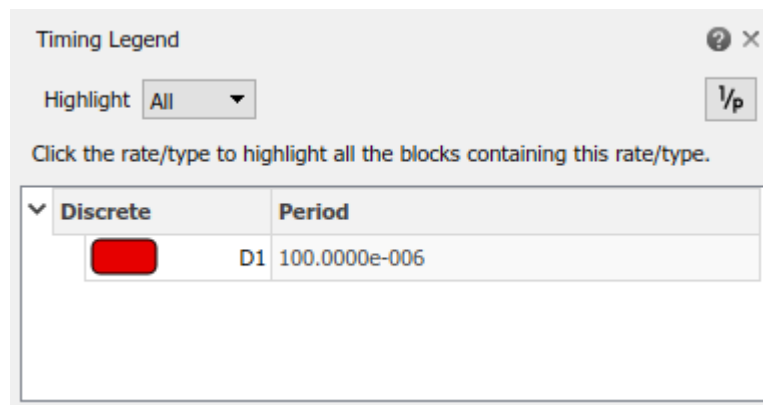 Timing Legend
Highlight All
1/p
Click the rate/type to highlight all the blocks containing this rate/type.
Discrete Period
D1 100.0000e-006